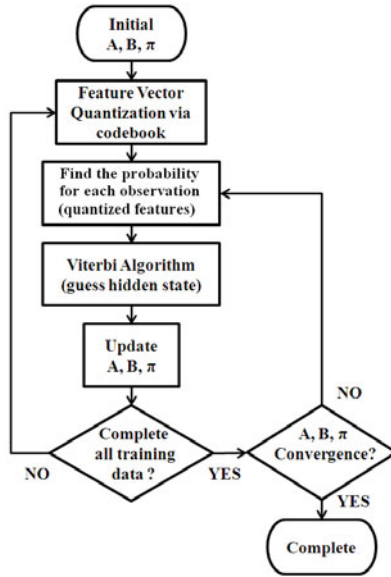 Initial
A, B, π
Feature Vector
Quantization via
codebook
Find the probability
for each observation
(quantized features)
Viterbi Algorithm
(guess hidden state)
Update
A, B, π
Complete
all training
data ?
NO
YES
A, B, π
Convergence?
NO
YES
Complete